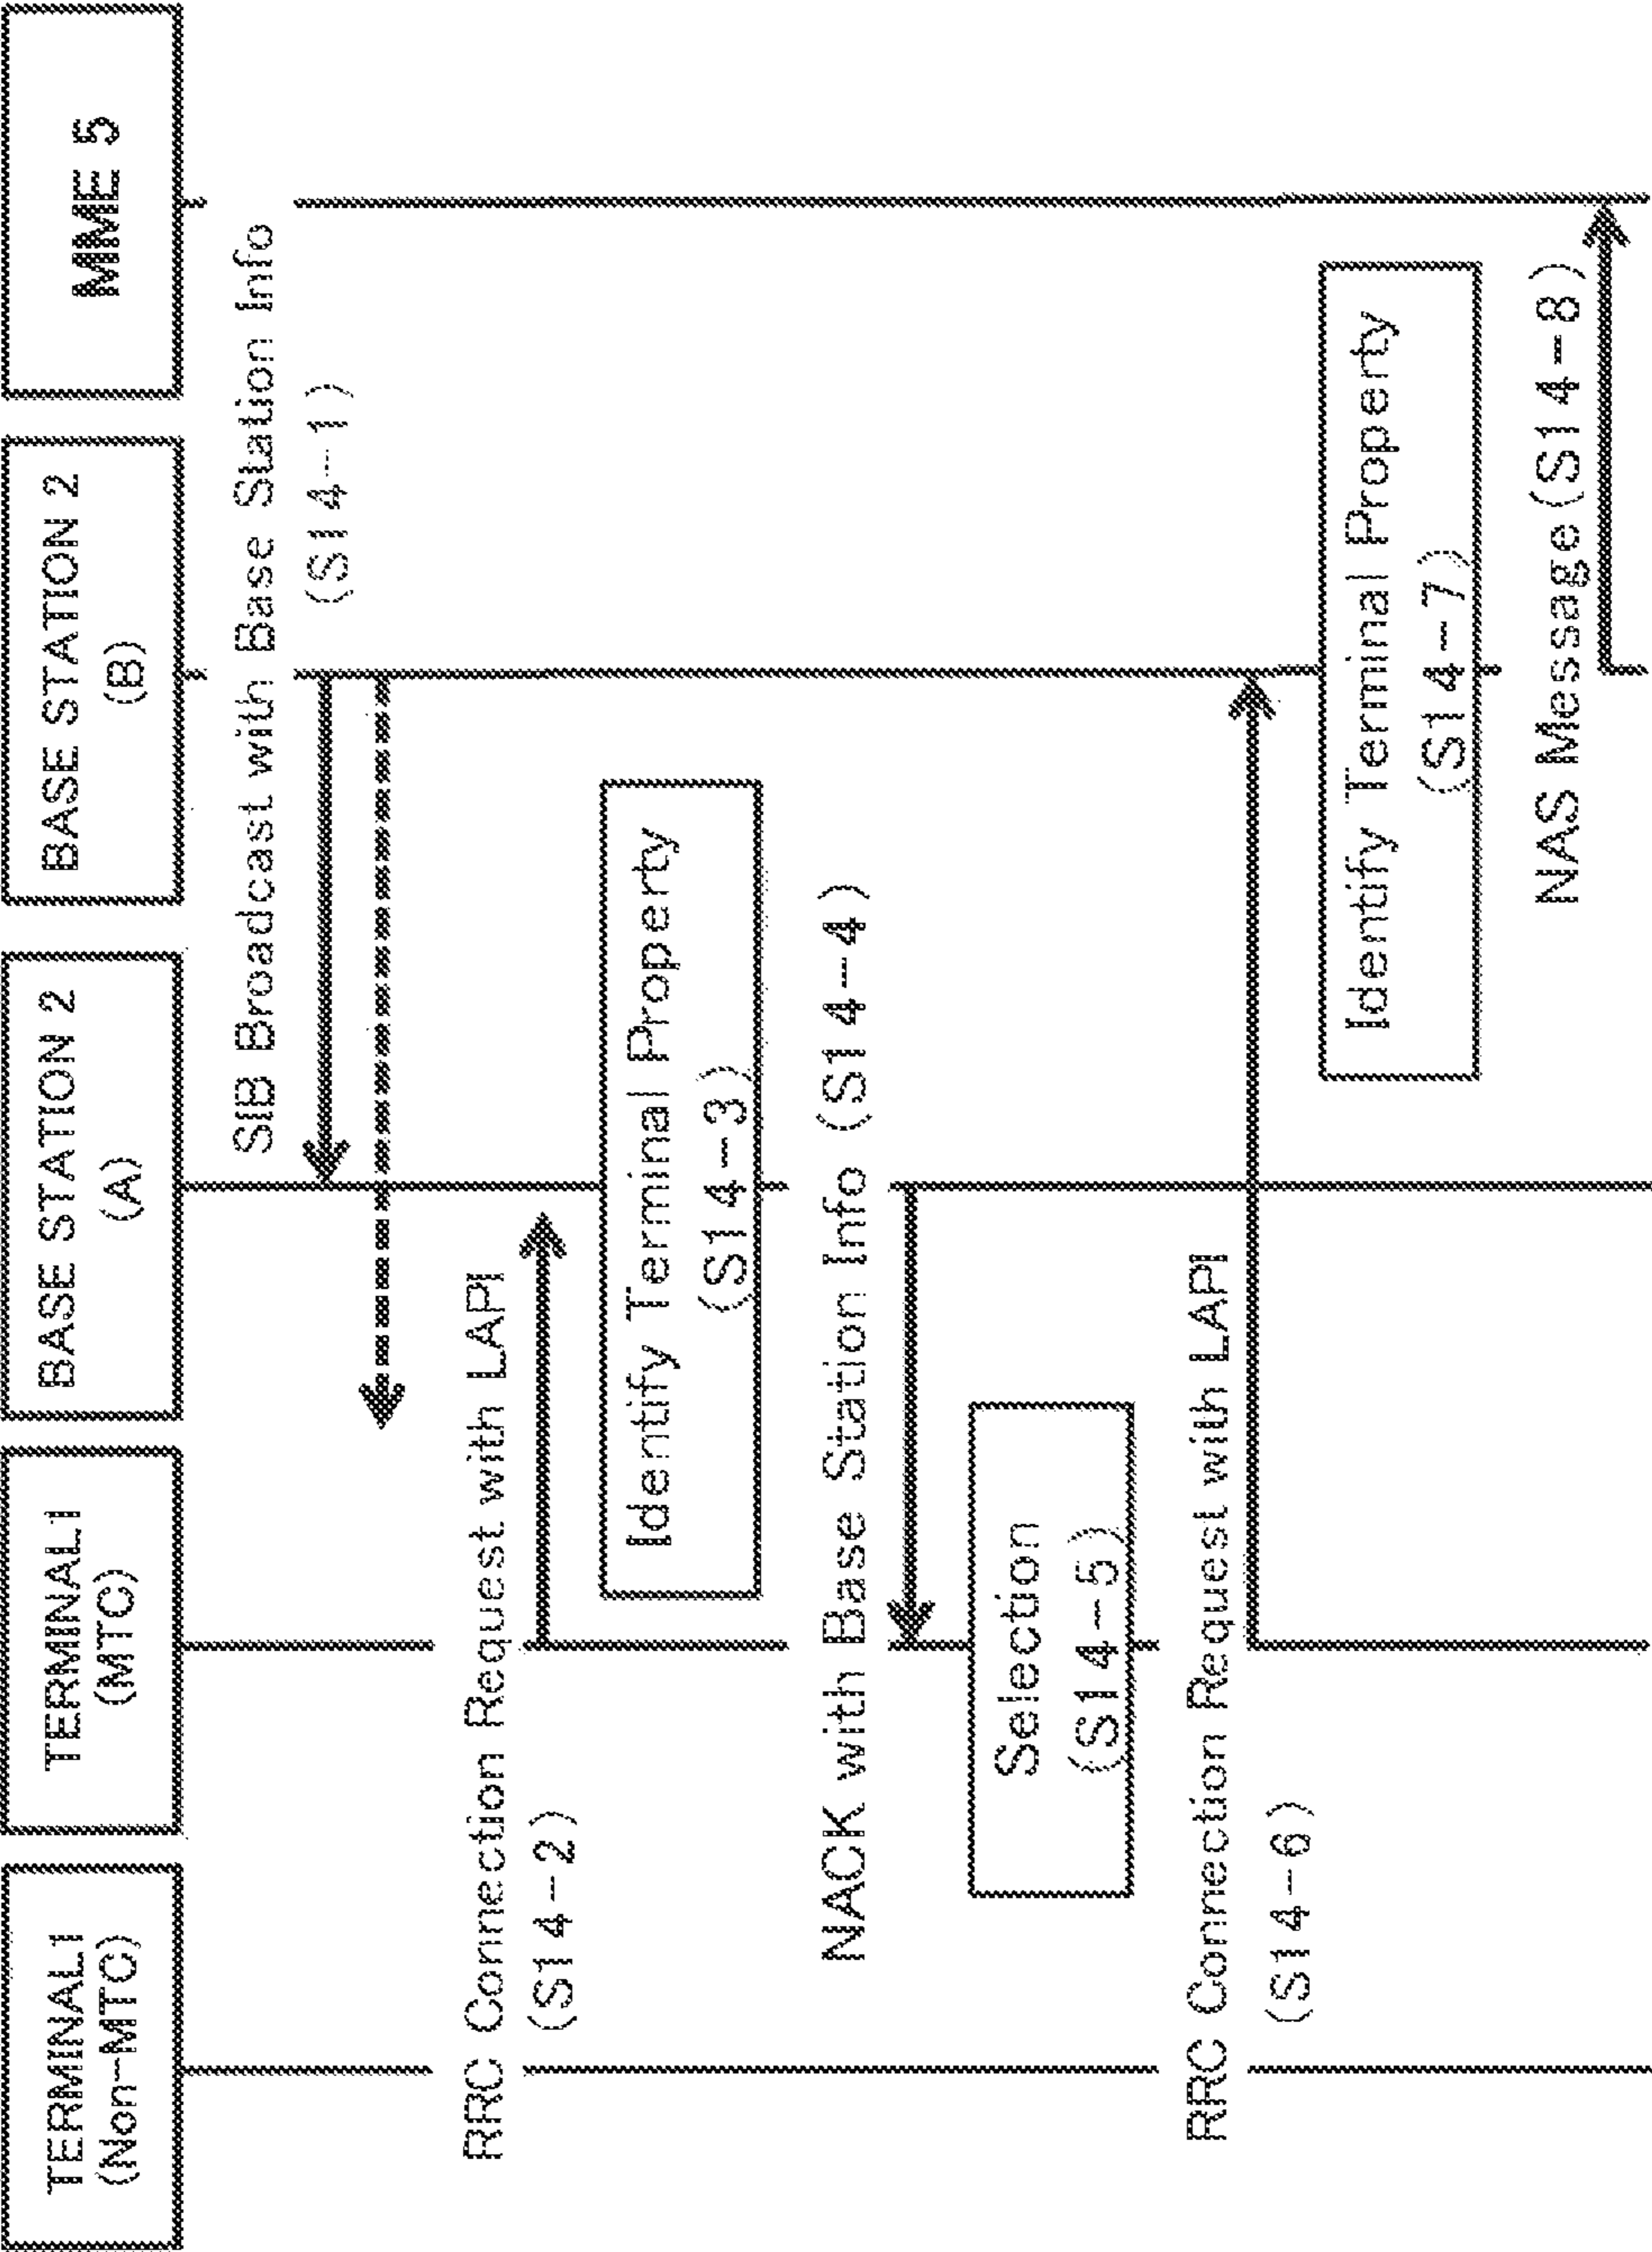 TERMINAL1
(Non-MTC)
TERMINAL1
(MTC)
BASE STATION 2
(A)
BASE STATION 2
(B)
MME 5
SIB Broadcast with Base Station Info
(S14-1)
RRC Connection Request with LAPI
(S14-2)
Identify Terminal Property
(S14-3)
NACK with Base Station Info (S14-4)
Selection
(S14-5)
RRC Connection Request with LAPI
(S14-6)
Identify Terminal Property
(S14-7)
NAS Message(S14-8)